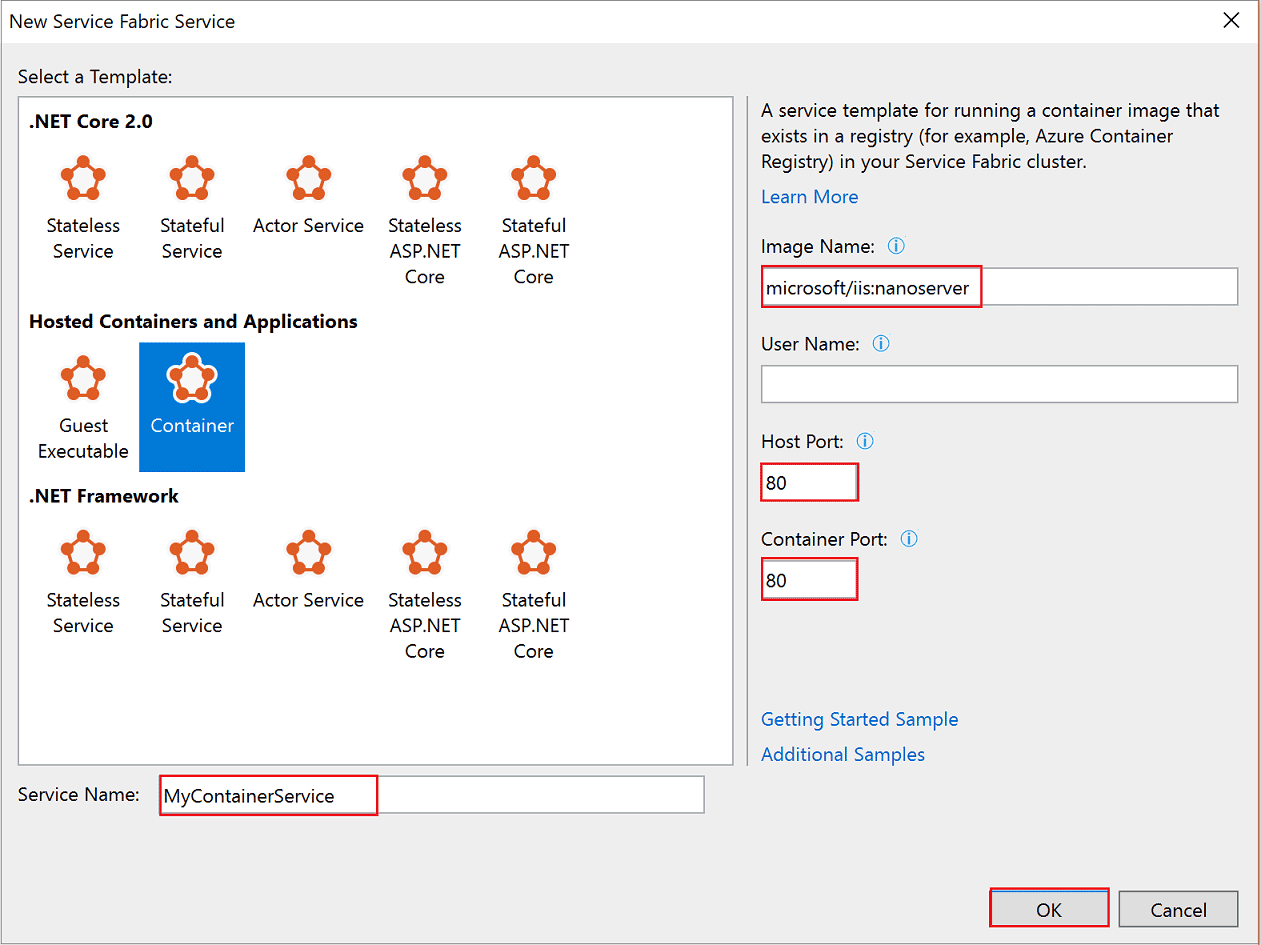 New Service Fabric Service
Select a Template:
.NET Core 2.0
Stateless
Service
Stateful
Service
Actor Service
Stateless
ASP.NET
Core
Stateful
ASP.NET
Core
Hosted Containers and Applications
Guest
Executable
Container
.NET Framework
Stateless
Service
Stateful
Service
Actor Service
Stateless
ASP.NET
Core
Stateful
ASP.NET
Core
A service template for running a container image that
exists in a registry (for example, Azure Container
Registry) in your Service Fabric cluster.
Learn More
Image Name:
microsoft/iis:nanoserver
User Name:
Host Port:
80
Container Port:
80
Getting Started Sample
Additional Samples
Service Name:
MyContainerService
OK
Cancel